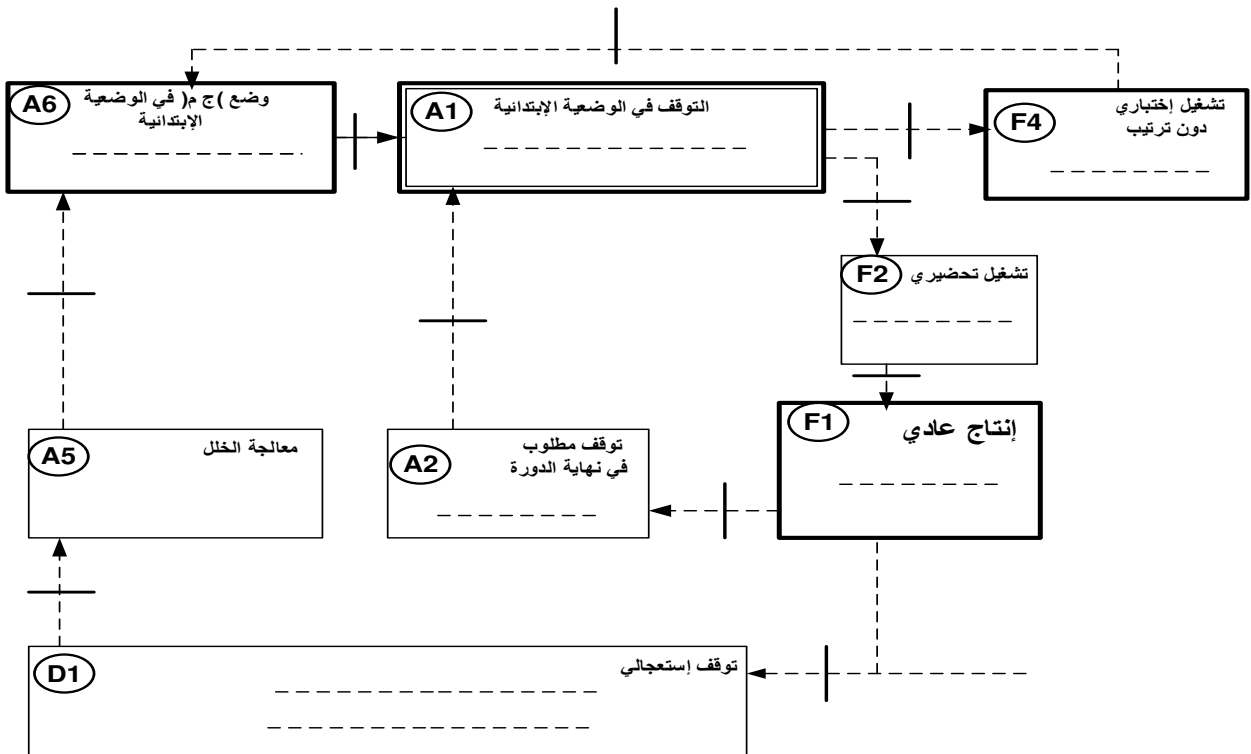 A6
وضع )ج م( في الوضعية
الإبتدائية
A1
التوقف في الوضعية الإبتدائية
F4
تشغيل إختباري
دون ترتيب
F2
تشغيل تحضيري
A5
معالجة الخلل
A2
توقف مطلوب
في نهاية الدورة
F1
إنتاج عادي
D1
توقف إستعجالي